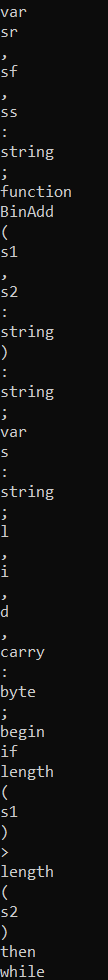 var
sr
,
sf
,
ss
:
string
;
function
BinAdd
(
s1
,
s2
:
string
)
:
string
;
var
s
:
string
;
l
,
i
,
d
,
carry
:
byte
;
begin
if
length
(
s1
)
>
length
(
s2
)
then
while